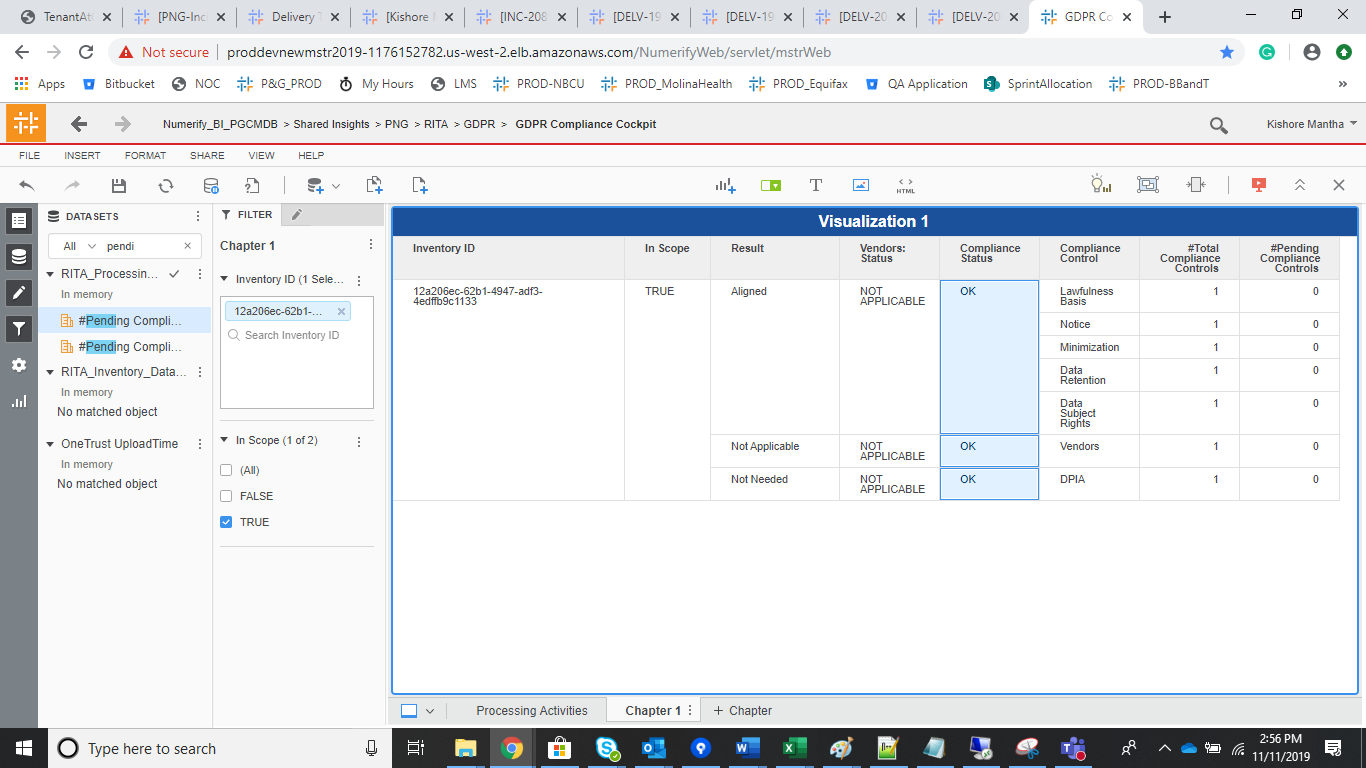 TenantAt
[PNG-Inc
Delivery T
[Kishore
[INC-208
[DELV-19
[DELV-19
[DELV-20
[DELV-20
GDPR Co
Not secure
proddevnewmstr2019-1176152782.us-west-2.elb.amazonaws.com/NumerifyWeb/servlet/mstrWeb
Apps
Bitbucket
NOC
P&G_PROD
My Hours
LMS
PROD-NBCU
PROD_MolinaHealth
PROD_Equifax
QA Application
SprintAllocation
PROD-BBandT
»
Numerify_BI_PGCMDB > Shared Insights > PNG > RITA > GDPR > GDPR Compliance Cockpit
Kishore Mantha
FILE
INSERT
FORMAT
SHARE
VIEW
HELP
HTML
DATASETS
All
pendi
RITA_Processin...
In memory
#Pending Compli...
#Pending Compli...
RITA_Inventory_Data...
In memory
No matched object
OneTrust UploadTime
In memory
No matched object
FILTER
Chapter 1
Inventory ID (1 Sele...
12a206ec-62b1-...
Search Inventory ID
In Scope (1 of 2)
(All)
FALSE
TRUE
Visualization 1
Inventory ID
In Scope
Result
Vendors:
Status
Compliance
Status
Compliance
Control
#Total
Compliance
Controls
#Pending
Compliance
Controls
12a206ec-62b1-4947-adf3-
4edffb9c1133
TRUE
Aligned
NOT
APPLICABLE
OK
Lawfulness
Basis
1
0
Notice
1
0
Minimization
1
0
Data
Retention
1
0
Data
Subject
Rights
1
0
Not Applicable
NOT
APPLICABLE
OK
Vendors
1
0
Not Needed
NOT
APPLICABLE
OK
DPIA
1
0
Processing Activities
Chapter 1
+ Chapter
Type here to search
2:56 PM
11/11/2019